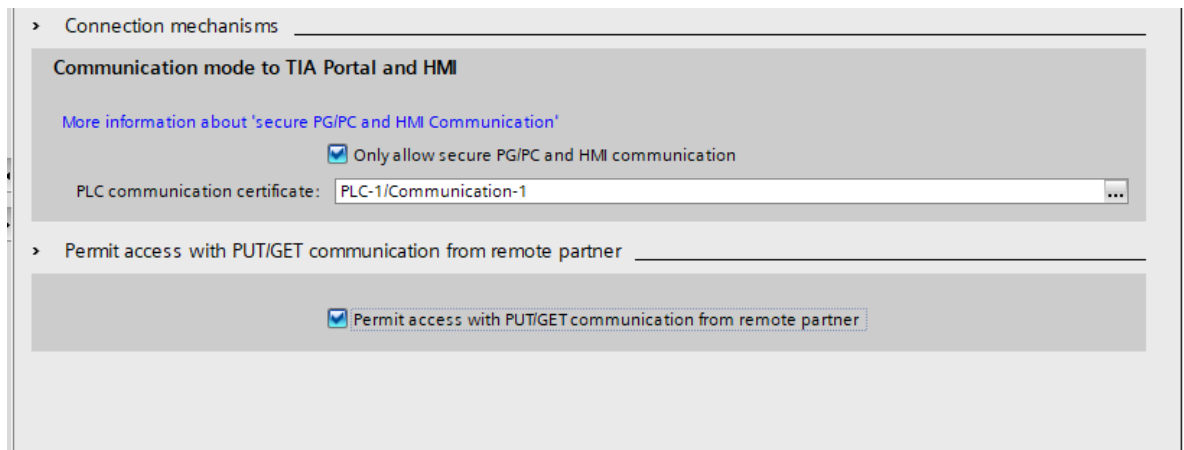 Connection mechanisms
Communication mode to TIA Portal and HMI
More information about 'secure PG/PC and HMI Communication'
Only allow secure PG/PC and HMI communication
PLC communication certificate: PLC-1/Communication-1 ...
Permit access with PUT/GET communication from remote partner
Permit access with PUT/GET communication from remote partner